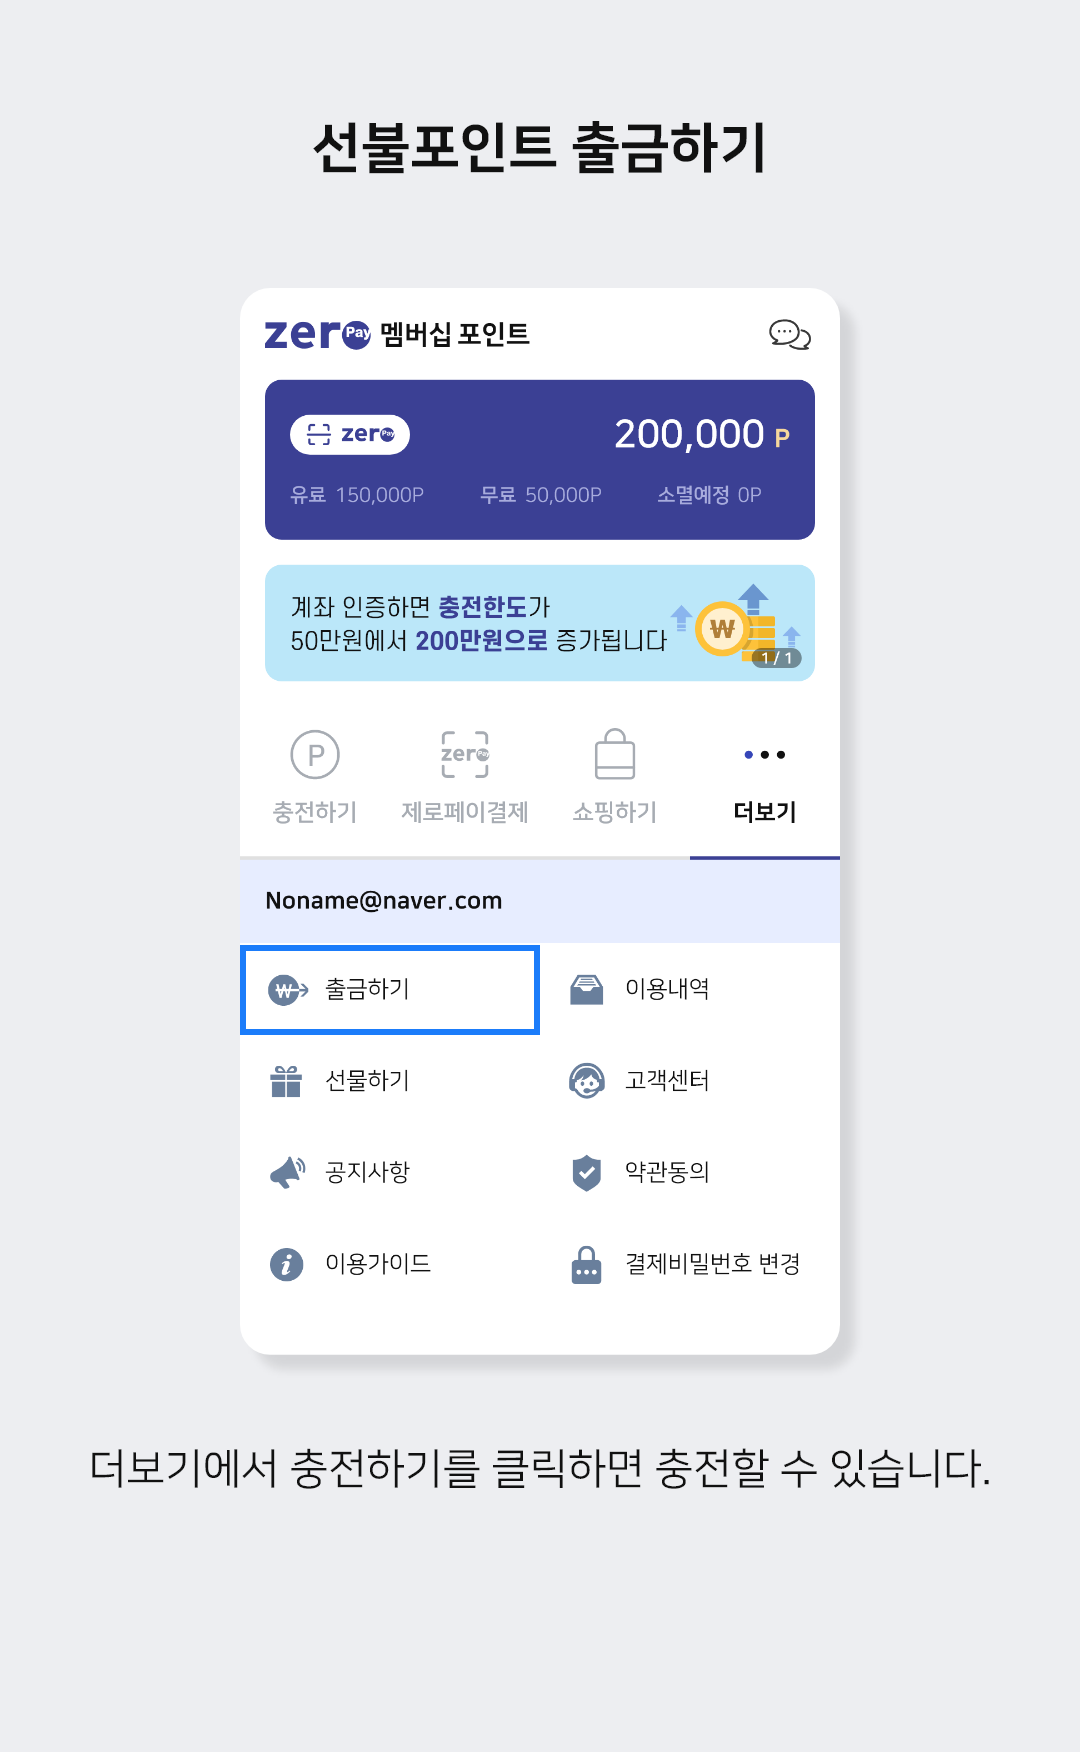 선불포인트 출금하기
zeroPay 멤버십 포인트
zeroPay 200,000 P
유료 150,000P 무료 50,000P 소멸예정 0P
계좌 인증하면 충전한도가
50만원에서 200만원으로 증가됩니다
₩
1 / 1
P zeroPay
충전하기 제로페이결제 쇼핑하기 더보기
Noname@naver.com
₩ 출금하기 이용내역
선물하기 고객센터
공지사항 약관동의
i 이용가이드 결제비밀번호 변경
더보기에서 충전하기를 클릭하면 충전할 수 있습니다.